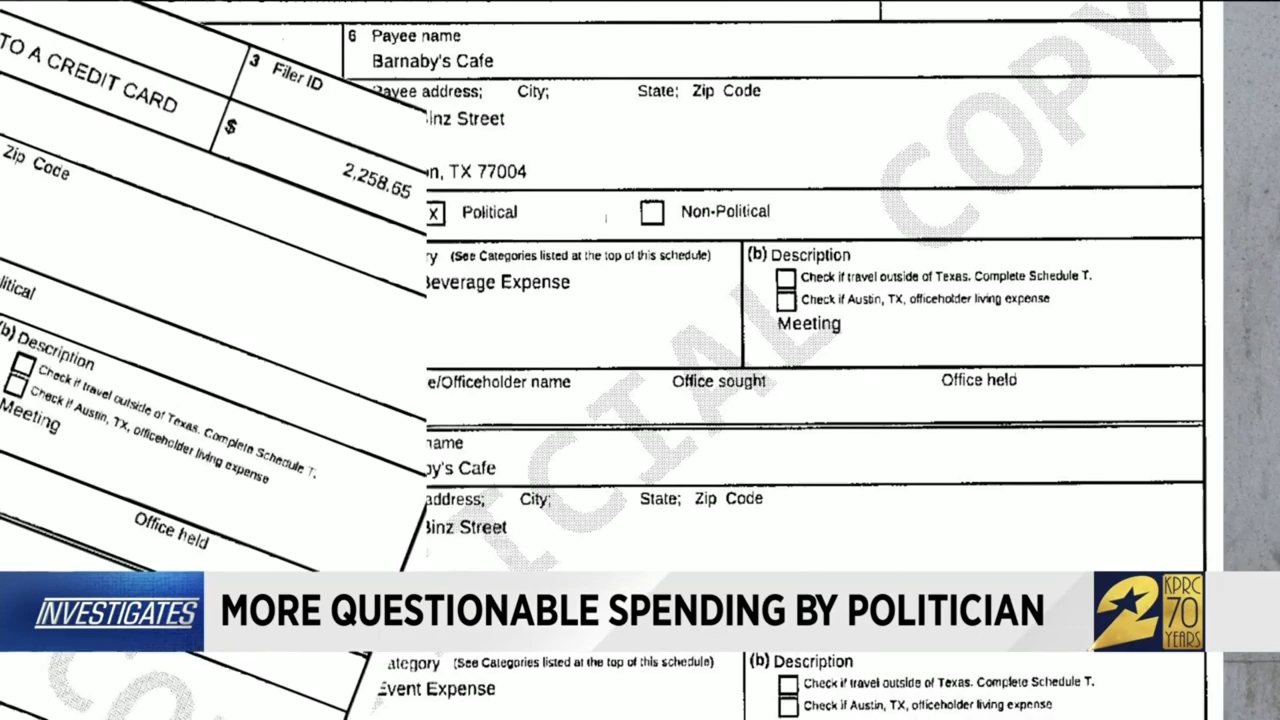 TO A CREDIT CARD
3 Filer ID
$
2,258.65
Zip Code
(b) Description
Check if travel outside of Texas. Complete Schedule T.
Check if Austin, TX, officeholder living expense
Meeting
Office held
6 Payee name
Barnaby's Cafe
Payee address; City; State; Zip Code
inz Street
n, TX 77004
X Political Non-Political
ry (See Categories listed at the top of this schedule)
Beverage Expense
(b) Description
Check if travel outside of Texas. Complete Schedule T.
Check if Austin, TX, officeholder living expense
Meeting
e/Officeholder name Office sought Office held
name
by's Cafe
address; City; State; Zip Code
Binz Street
ategory (See Categories listed at the top of this schedule)
Event Expense
(b) Description
Check if travel outside of Texas. Complete Schedule T.
Check if Austin, TX, officeholder living expense
ICIAL COPY
INVESTIGATES
MORE QUESTIONABLE SPENDING BY POLITICIAN
2 KPRC
70
YEARS